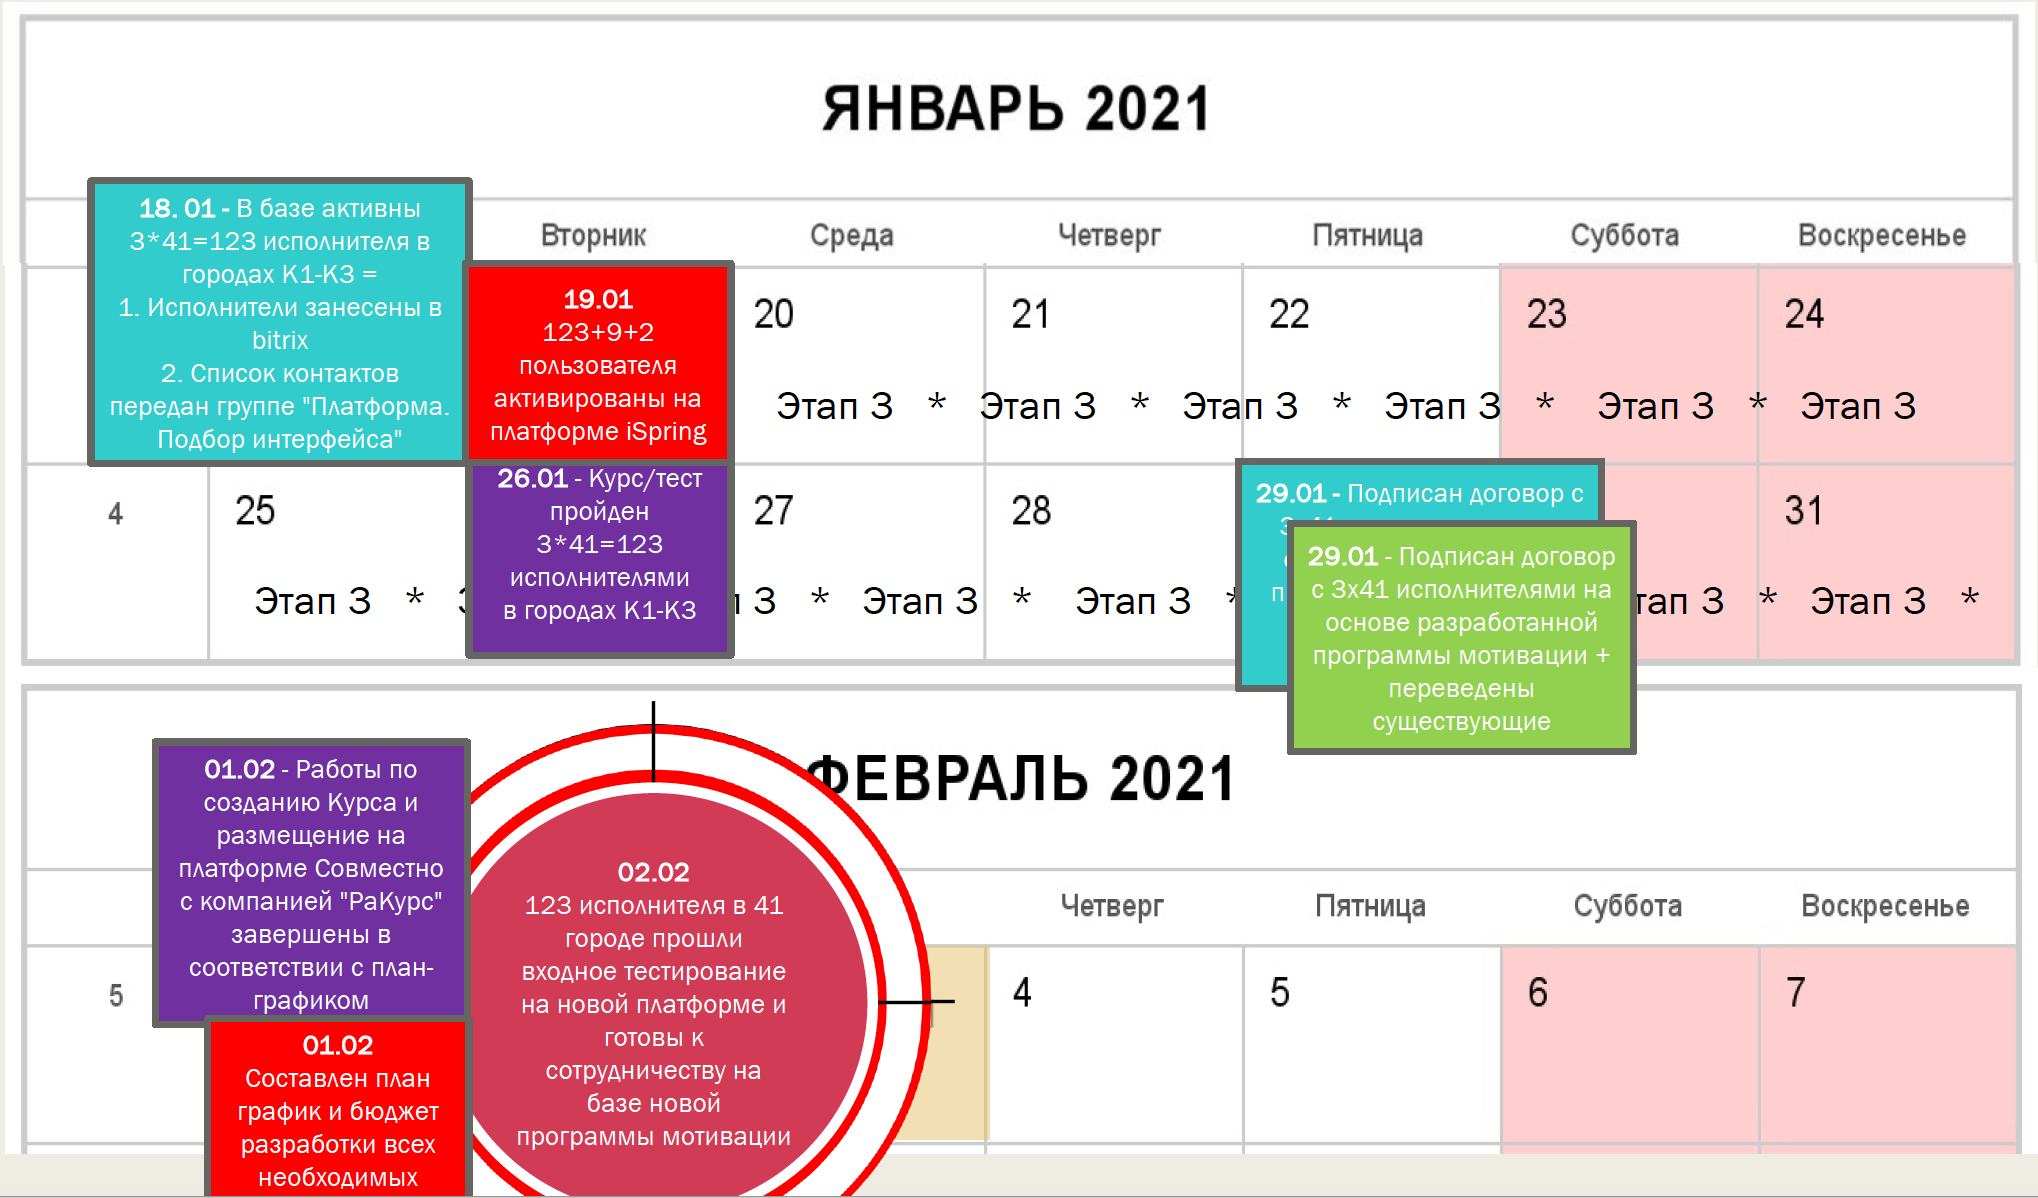 ЯНВАРЬ 2021
18. 01 - В базе активны
3*41=123 исполнителя в
городах К1-К3 =
1. Исполнители занесены в
bitrix
2. Список контактов
передан группе "Платформа.
Подбор интерфейса"
Вторник
Среда
Четверг
Пятница
Суббота
Воскресенье
19.01
123+9+2
пользователя
активированы на
платформе iSpring
20
21
22
23
24
Этап 3 * Этап 3 * Этап 3 * Этап 3 * Этап 3 * Этап 3
4
25
26.01 - Курс/тест
пройден
3*41=123
исполнителями
в городах К1-К3
27
28
31
Этап 3 * 3 * Этап 3 * Этап 3 * Этап 3 *
29.01 - Подписан договор с
29.01 - Подписан договор
с 3х41 исполнителями на
основе разработанной
программы мотивации +
переведены
существующие
ФЕВРАЛЬ 2021
01.02 - Работы по
созданию Курса и
размещение на
платформе Совместно
с компанией "РаКурс"
завершены в
соответствии с план-
графиком
02.02
123 исполнителя в 41
городе прошли
входное тестирование
на новой платформе и
готовы к
сотрудничеству на
базе новой
программы мотивации
Четверг
Пятница
Суббота
Воскресенье
5
4
5
6
7
01.02
Составлен план
график и бюджет
разработки всех
необходимых